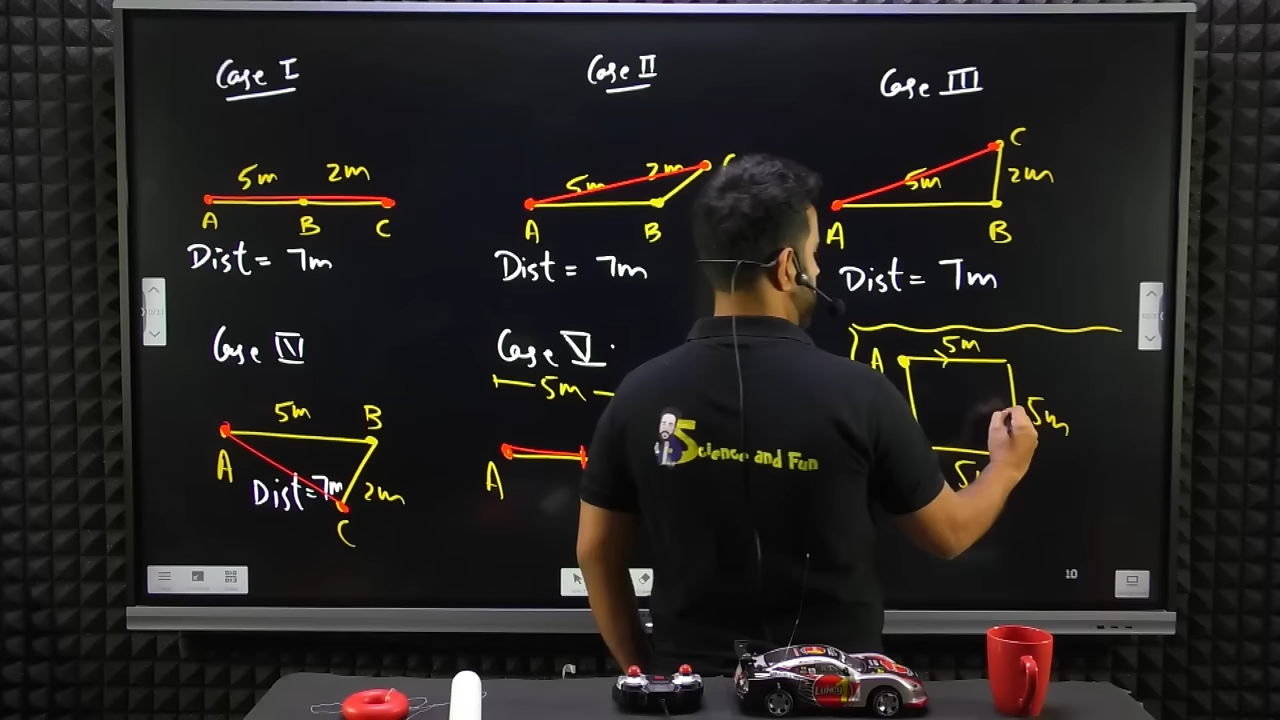 Case I
5m 2m
A B C
Dist = 7m
Case II
5m 2m
A B
Dist = 7m
Case III
C
5m 2m
A B
Dist = 7m
Case IV
5m B
A
Dist=7m 2m
C
Case V
5m
A
A 5m
5m
Science and Fun
10